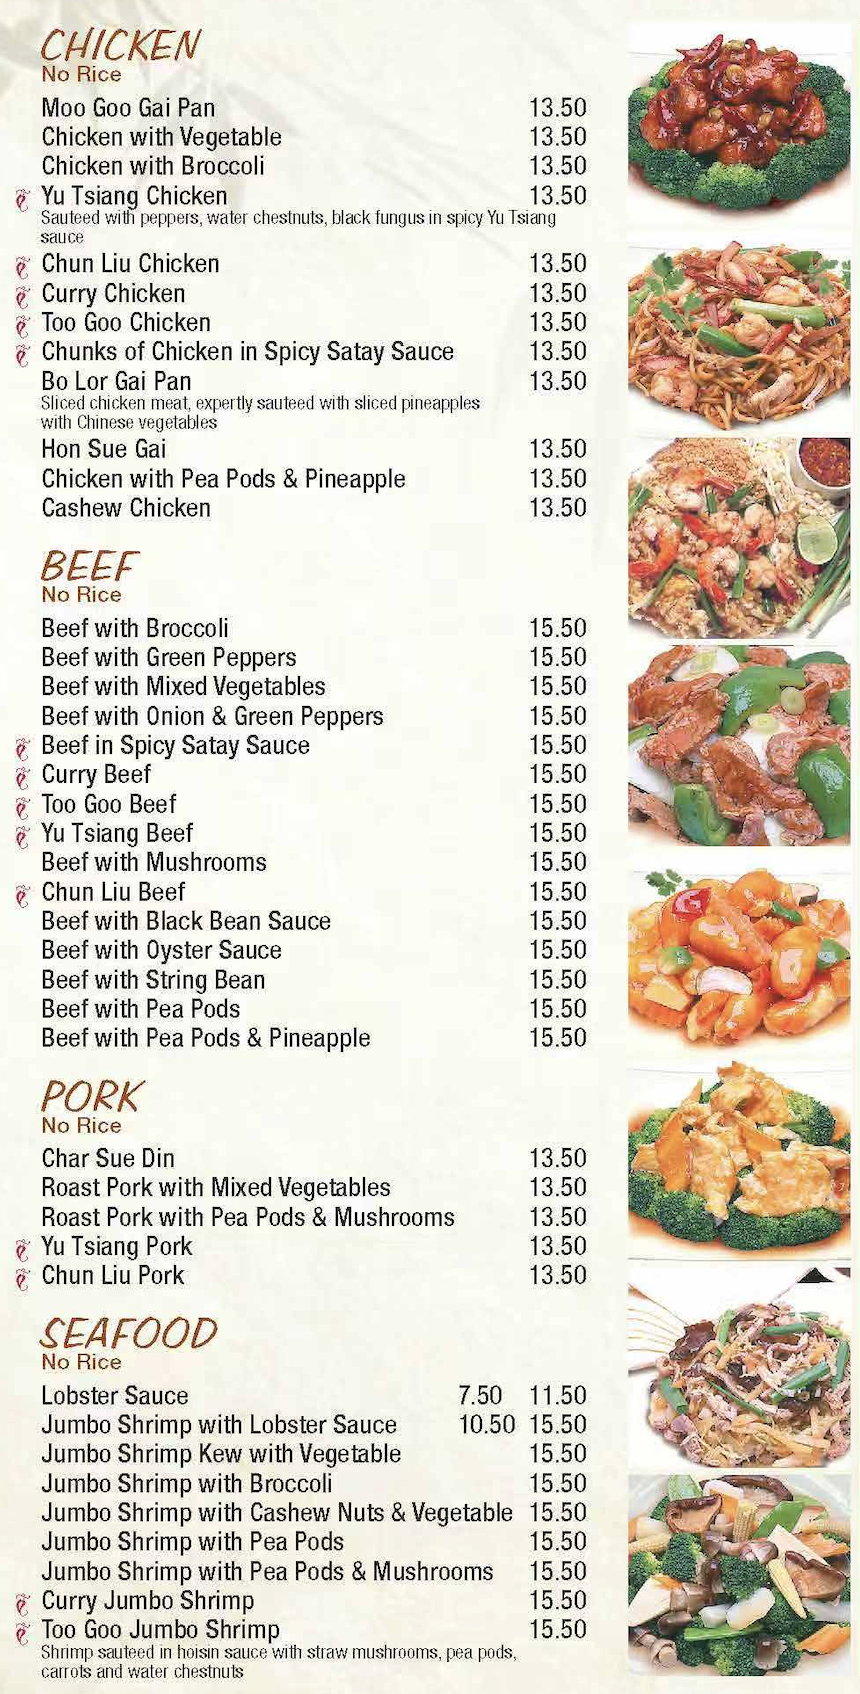 CHICKEN
No Rice
Moo Goo Gai Pan 13.50
Chicken with Vegetable 13.50
Chicken with Broccoli 13.50
Yu Tsiang Chicken 13.50
Sauteed with peppers, water chestnuts, black fungus in spicy Yu Tsiang
sauce
Chun Liu Chicken 13.50
Curry Chicken 13.50
Too Goo Chicken 13.50
Chunks of Chicken in Spicy Satay Sauce 13.50
Bo Lor Gai Pan 13.50
Sliced chicken meat, expertly sauteed with sliced pineapples
with Chinese vegetables
Hon Sue Gai 13.50
Chicken with Pea Pods & Pineapple 13.50
Cashew Chicken 13.50
BEEF
No Rice
Beef with Broccoli 15.50
Beef with Green Peppers 15.50
Beef with Mixed Vegetables 15.50
Beef with Onion & Green Peppers 15.50
Beef in Spicy Satay Sauce 15.50
Curry Beef 15.50
Too Goo Beef 15.50
Yu Tsiang Beef 15.50
Beef with Mushrooms 15.50
Chun Liu Beef 15.50
Beef with Black Bean Sauce 15.50
Beef with Oyster Sauce 15.50
Beef with String Bean 15.50
Beef with Pea Pods 15.50
Beef with Pea Pods & Pineapple 15.50
PORK
No Rice
Char Sue Din 13.50
Roast Pork with Mixed Vegetables 13.50
Roast Pork with Pea Pods & Mushrooms 13.50
Yu Tsiang Pork 13.50
Chun Liu Pork 13.50
SEAFOOD
No Rice
Lobster Sauce 7.50 11.50
Jumbo Shrimp with Lobster Sauce 10.50 15.50
Jumbo Shrimp Kew with Vegetable 15.50
Jumbo Shrimp with Broccoli 15.50
Jumbo Shrimp with Cashew Nuts & Vegetable 15.50
Jumbo Shrimp with Pea Pods 15.50
Jumbo Shrimp with Pea Pods & Mushrooms 15.50
Curry Jumbo Shrimp 15.50
Too Goo Jumbo Shrimp 15.50
Shrimp sauteed in hoisin sauce with straw mushrooms, pea pods,
carrots and water chestnuts